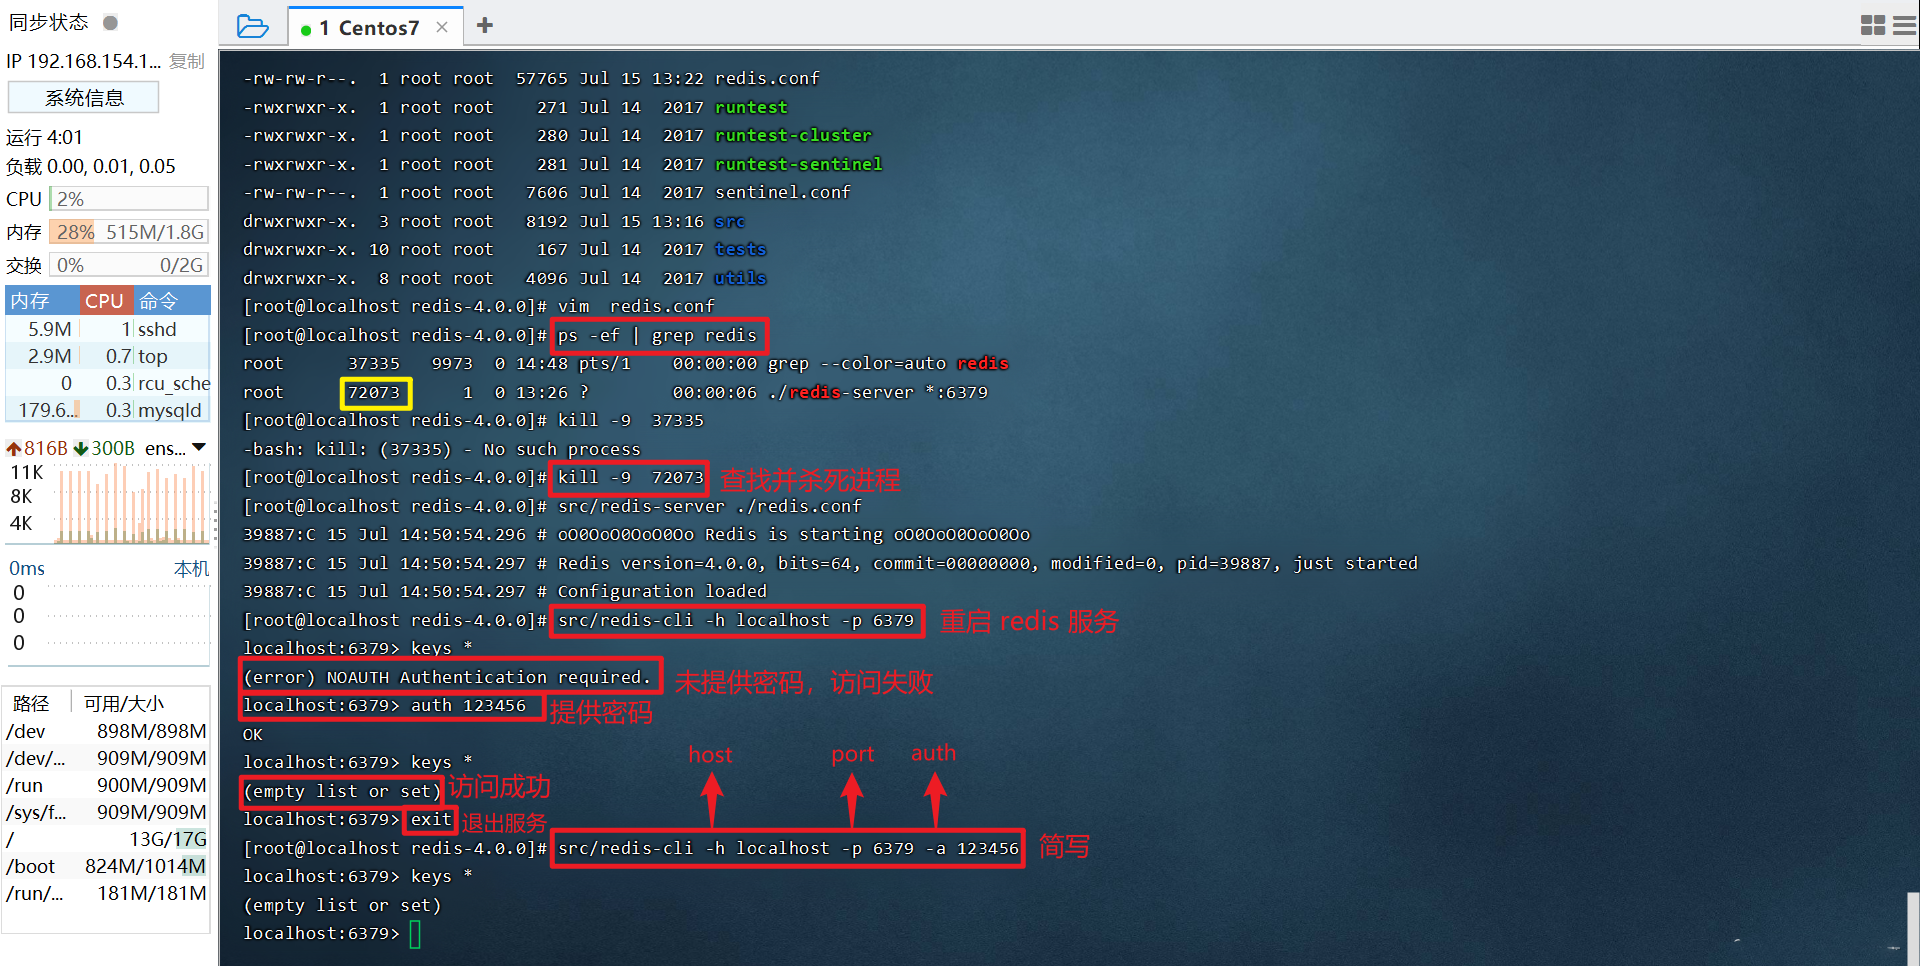 同步状态
IP 192.168.154.1... 复制
系统信息
运行 4:01
负载 0.00, 0.01, 0.05
CPU 2%
内存 28% 515M/1.8G
交换 0% 0/2G
内存 CPU 命令
5.9M 1 sshd
2.9M 0.7 top
0 0.3 rcu_sche
179.6... 0.3 mysqld
816B 300B ens...
11K
8K
4K
0ms 本机
0
0
0
路径 可用/大小
/dev 898M/898M
/dev/... 909M/909M
/run 900M/909M
/sys/f... 909M/909M
/ 13G/17G
/boot 824M/1014M
/run/... 181M/181M
1 Centos7 × +
-rw-rw-r--. 1 root root 57765 Jul 15 13:22 redis.conf
-rwxrwxr-x. 1 root root 271 Jul 14 2017 runtest
-rwxrwxr-x. 1 root root 280 Jul 14 2017 runtest-cluster
-rwxrwxr-x. 1 root root 281 Jul 14 2017 runtest-sentinel
-rw-rw-r--. 1 root root 7606 Jul 14 2017 sentinel.conf
drwxrwxr-x. 3 root root 8192 Jul 15 13:16 src
drwxrwxr-x. 10 root root 167 Jul 14 2017 tests
drwxrwxr-x. 8 root root 4096 Jul 14 2017 utils
[root@localhost redis-4.0.0]# vim redis.conf
[root@localhost redis-4.0.0]# ps -ef | grep redis
root 37335 9973 0 14:48 pts/1 00:00:00 grep --color=auto redis
root 72073 1 0 13:26 ? 00:00:06 ./redis-server *:6379
[root@localhost redis-4.0.0]# kill -9 37335
-bash: kill: (37335) - No such process
[root@localhost redis-4.0.0]# kill -9 72073 查找并杀死进程
[root@localhost redis-4.0.0]# src/redis-server ./redis.conf
39887:C 15 Jul 14:50:54.296 # oO0OoO0OoO0Oo Redis is starting oO0OoO0OoO0Oo
39887:C 15 Jul 14:50:54.297 # Redis version=4.0.0, bits=64, commit=00000000, modified=0, pid=39887, just started
39887:C 15 Jul 14:50:54.297 # Configuration loaded
[root@localhost redis-4.0.0]# src/redis-cli -h localhost -p 6379 重启 redis 服务
localhost:6379> keys *
(error) NOAUTH Authentication required. 未提供密码，访问失败
localhost:6379> auth 123456 提供密码
OK
host port auth
localhost:6379> keys *
(empty list or set) 访问成功
localhost:6379> exit 退出服务
[root@localhost redis-4.0.0]# src/redis-cli -h localhost -p 6379 -a 123456 简写
localhost:6379> keys *
(empty list or set)
localhost:6379>